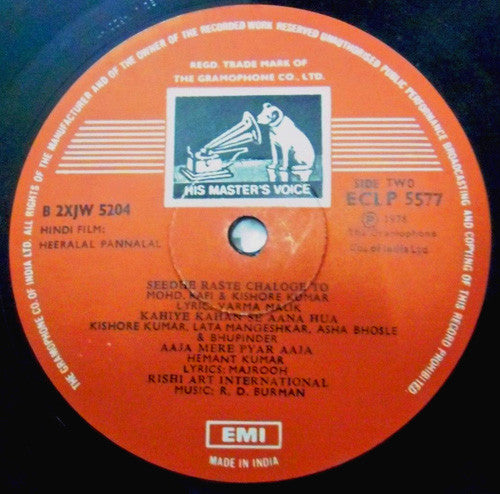 THE GRAMOPHONE CO OF INDIA LTD. ALL RIGHTS OF THE MANUFACTURER AND OF THE OWNER OF THE RECORDED WORK RESERVED UNAUTHORISED PUBLIC PERFORMANCE BROADCASTING AND COPYING OF THIS RECORD PROHIBITED.
REGD. TRADE MARK OF
THE GRAMOPHONE CO., LTD.
HIS MASTER'S VOICE
B 2XJW 5204
HINDI FILM:
HEERALAL PANNALAL
SIDE TWO
ECLP 5577
Ⓟ 1978
The Gramophone
Co. of India Ltd.
SEEDHE RASTE CHALOGE TO
MOHD. RAFI & KISHORE KUMAR
LYRIC: VARMA MALIK
KAHIYE KAHAN SE AANA HUA
KISHORE KUMAR, LATA MANGESHKAR, ASHA BHOSLE
& BHUPINDER
AAJA MERE PYAR AAJA
HEMANT KUMAR
LYRICS: MAJROOH
RISHI ART INTERNATIONAL
MUSIC: R. D. BURMAN
EMI
MADE IN INDIA